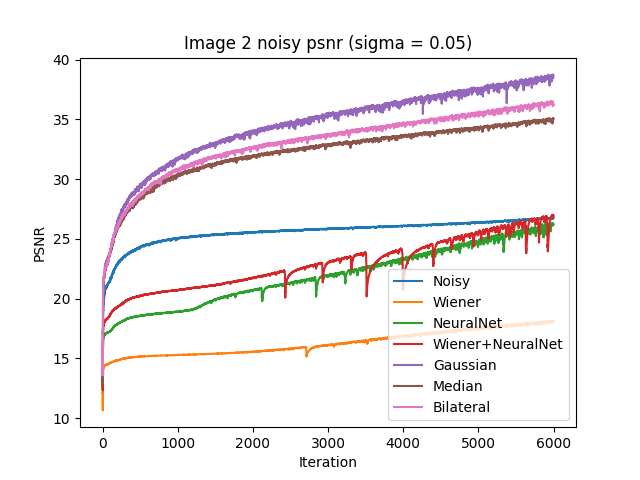 Image 2 noisy psnr (sigma = 0.05)
40
35
30
25
20
15
10
PSNR
Noisy
Wiener
NeuralNet
Wiener+NeuralNet
Gaussian
Median
Bilateral
0 1000 2000 3000 4000 5000 6000
Iteration